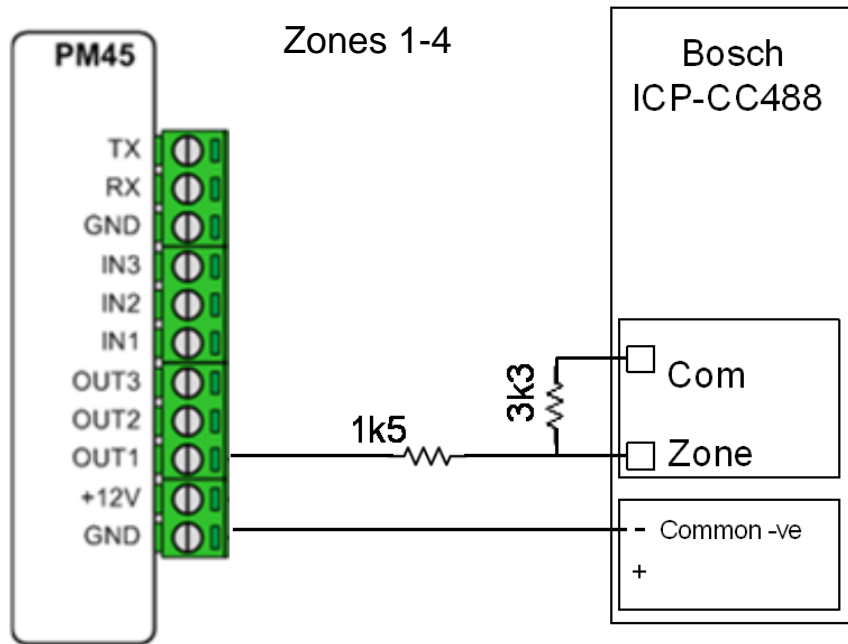 Zones 1-4
PM45
TX
RX
GND
IN3
IN2
IN1
OUT3
OUT2
OUT1
+12V
GND
1k5
3k3
Bosch
ICP-CC488
Com
Zone
- Common -ve
+